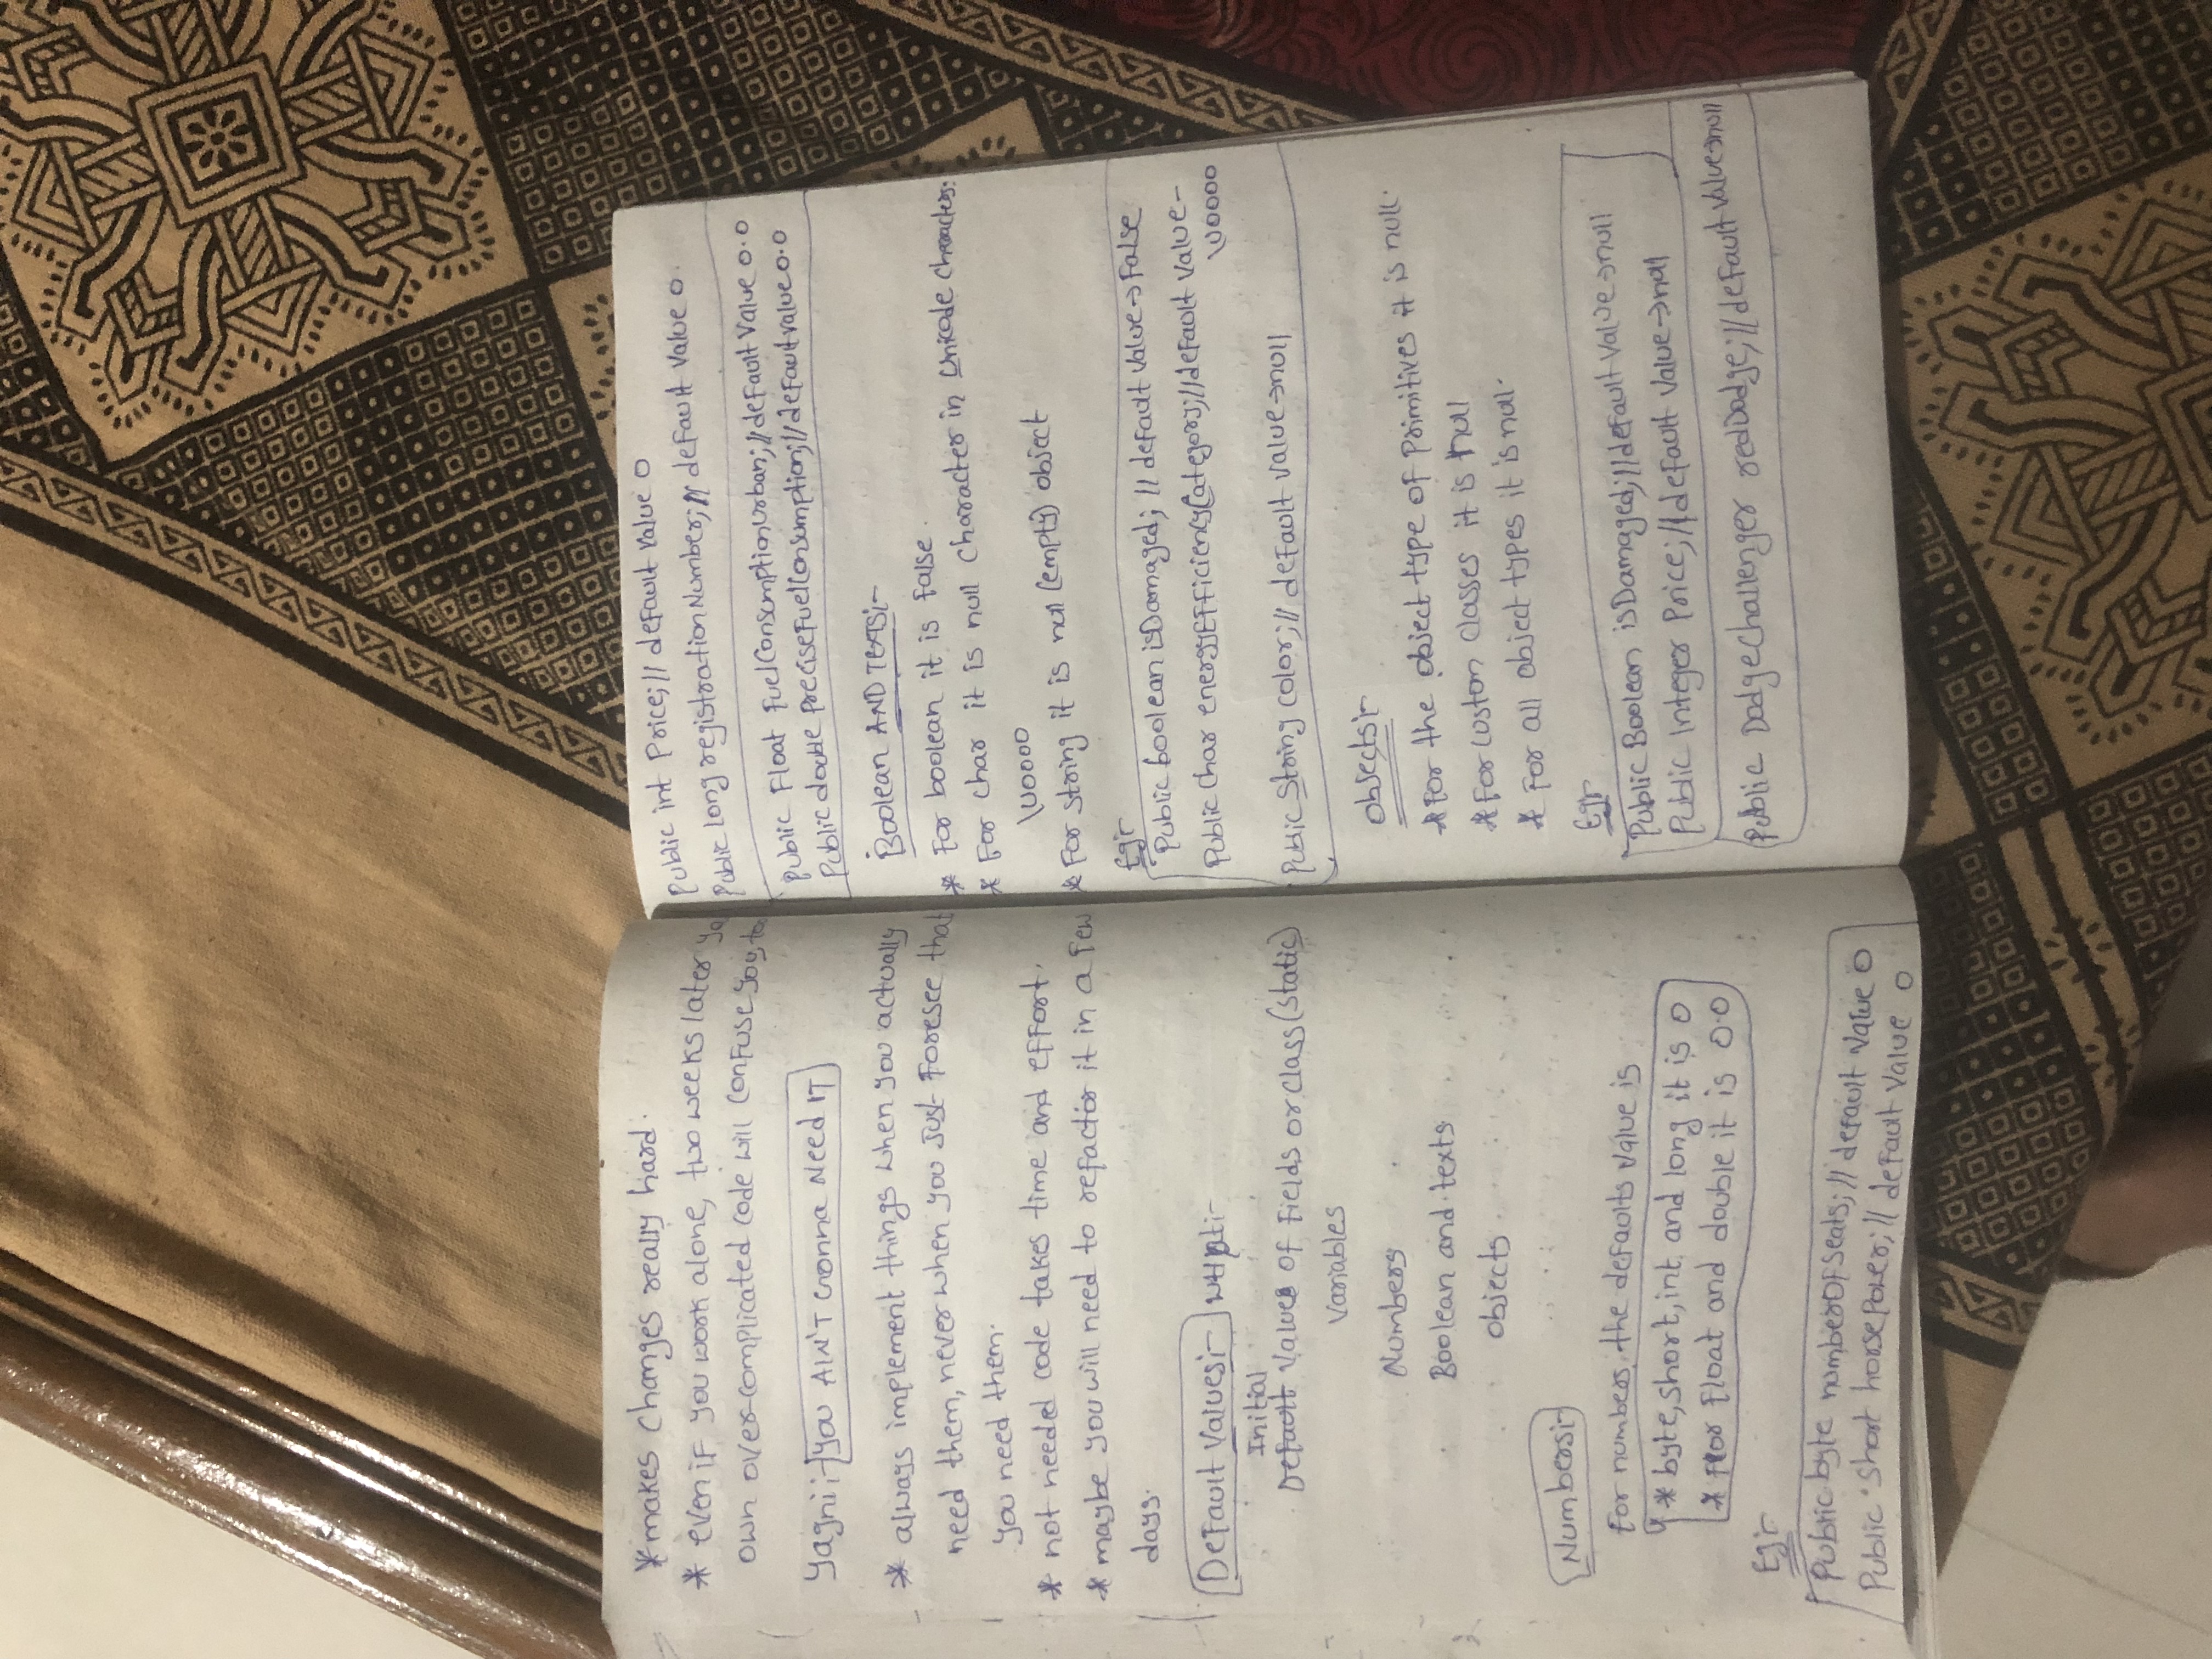 *makes changes really hard.
* even if you work alone, two weeks later yo
own over-complicated code will confuse you, to
Yagni:- YOU AIN'T Gonna Need IT
* always implement things when you actually
need them, never when you Just Foresee that
you need them.
* not needed code takes time and effort.
* maybe you will need to refactor it in a few
days.
Default Values:-
Initial
Default Values of Fields or class (static)
Variables
Numbers
Boolean and texts
objects
Numbers:-
For numbers, the defaults value is
* byte, short, int, and long it is 0
* for float and double it is 0.0
Eg:-
Public byte numberOfSeats; // default value 0
Public short horsePower; // default value 0
Public int Price; // default value 0
Public long registrationNumber; // default value 0.
Public Float FuelConsumptionUrban; // default Value 0.0
Public double PreciseFuelConsumption; // default value 0.0
Boolean AND TEXTS:-
* For boolean it is false.
* For char it is null character in Unicode Characters:
\U0000
* For string it is null (empty) object
Eg:-
Public boolean isDamaged; // default Value → False
Public Char energyEfficiencyCategory; // default value -
\U0000
Public String color; // default value → null
objects:-
* For the object type of Primitives it is null.
* For Custom Classes it is null
* For all object types it is null.
Eg:-
Public Boolean isDamaged; // default Value → null
Public Integer Price; // default Value → null
Public DodgeChallenger redDodge; // default Value → null